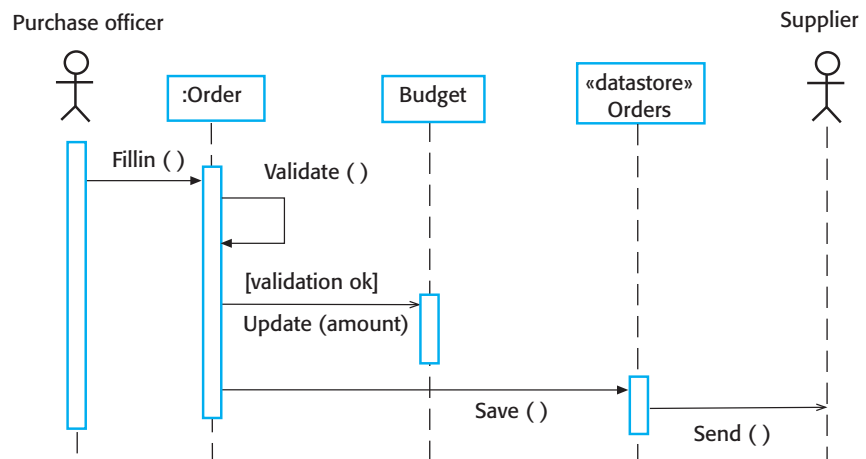 Purchase officer
Supplier
:Order
Budget
«datastore»
Orders
Fillin ( )
Validate ( )
[validation ok]
Update (amount)
Save ( )
Send ( )